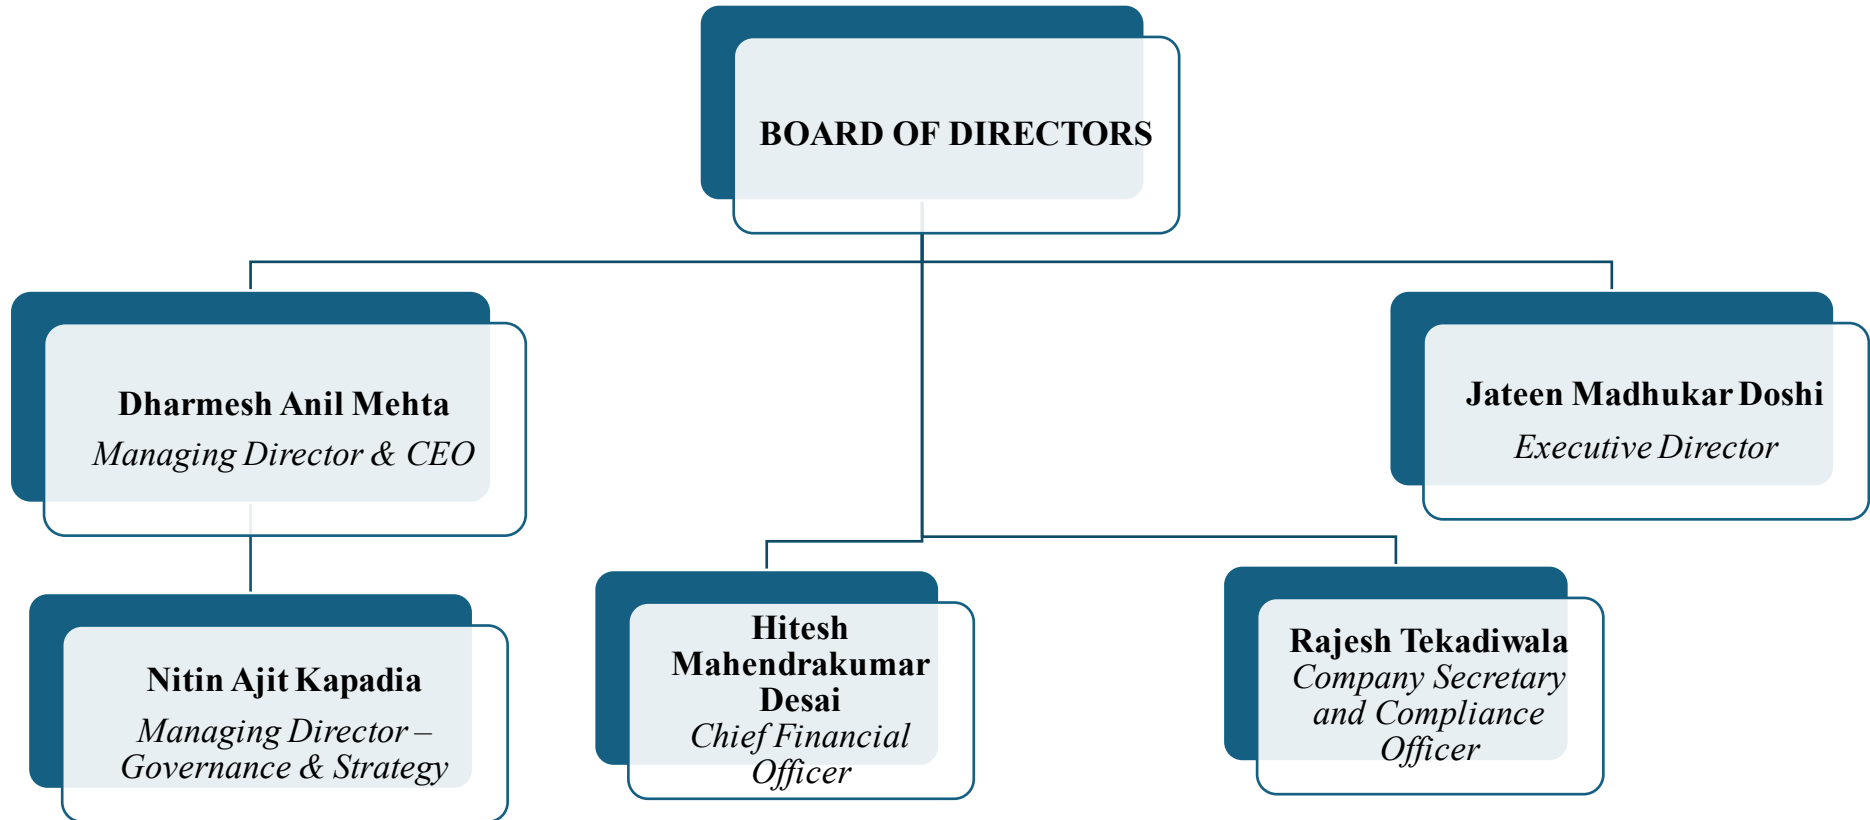 BOARD OF DIRECTORS
Dharmesh Anil Mehta
Managing Director & CEO
Jateen Madhukar Doshi
Executive Director
Nitin Ajit Kapadia
Managing Director –
Governance & Strategy
Hitesh
Mahendrakumar
Desai
Chief Financial
Officer
Rajesh Tekadiwala
Company Secretary
and Compliance
Officer